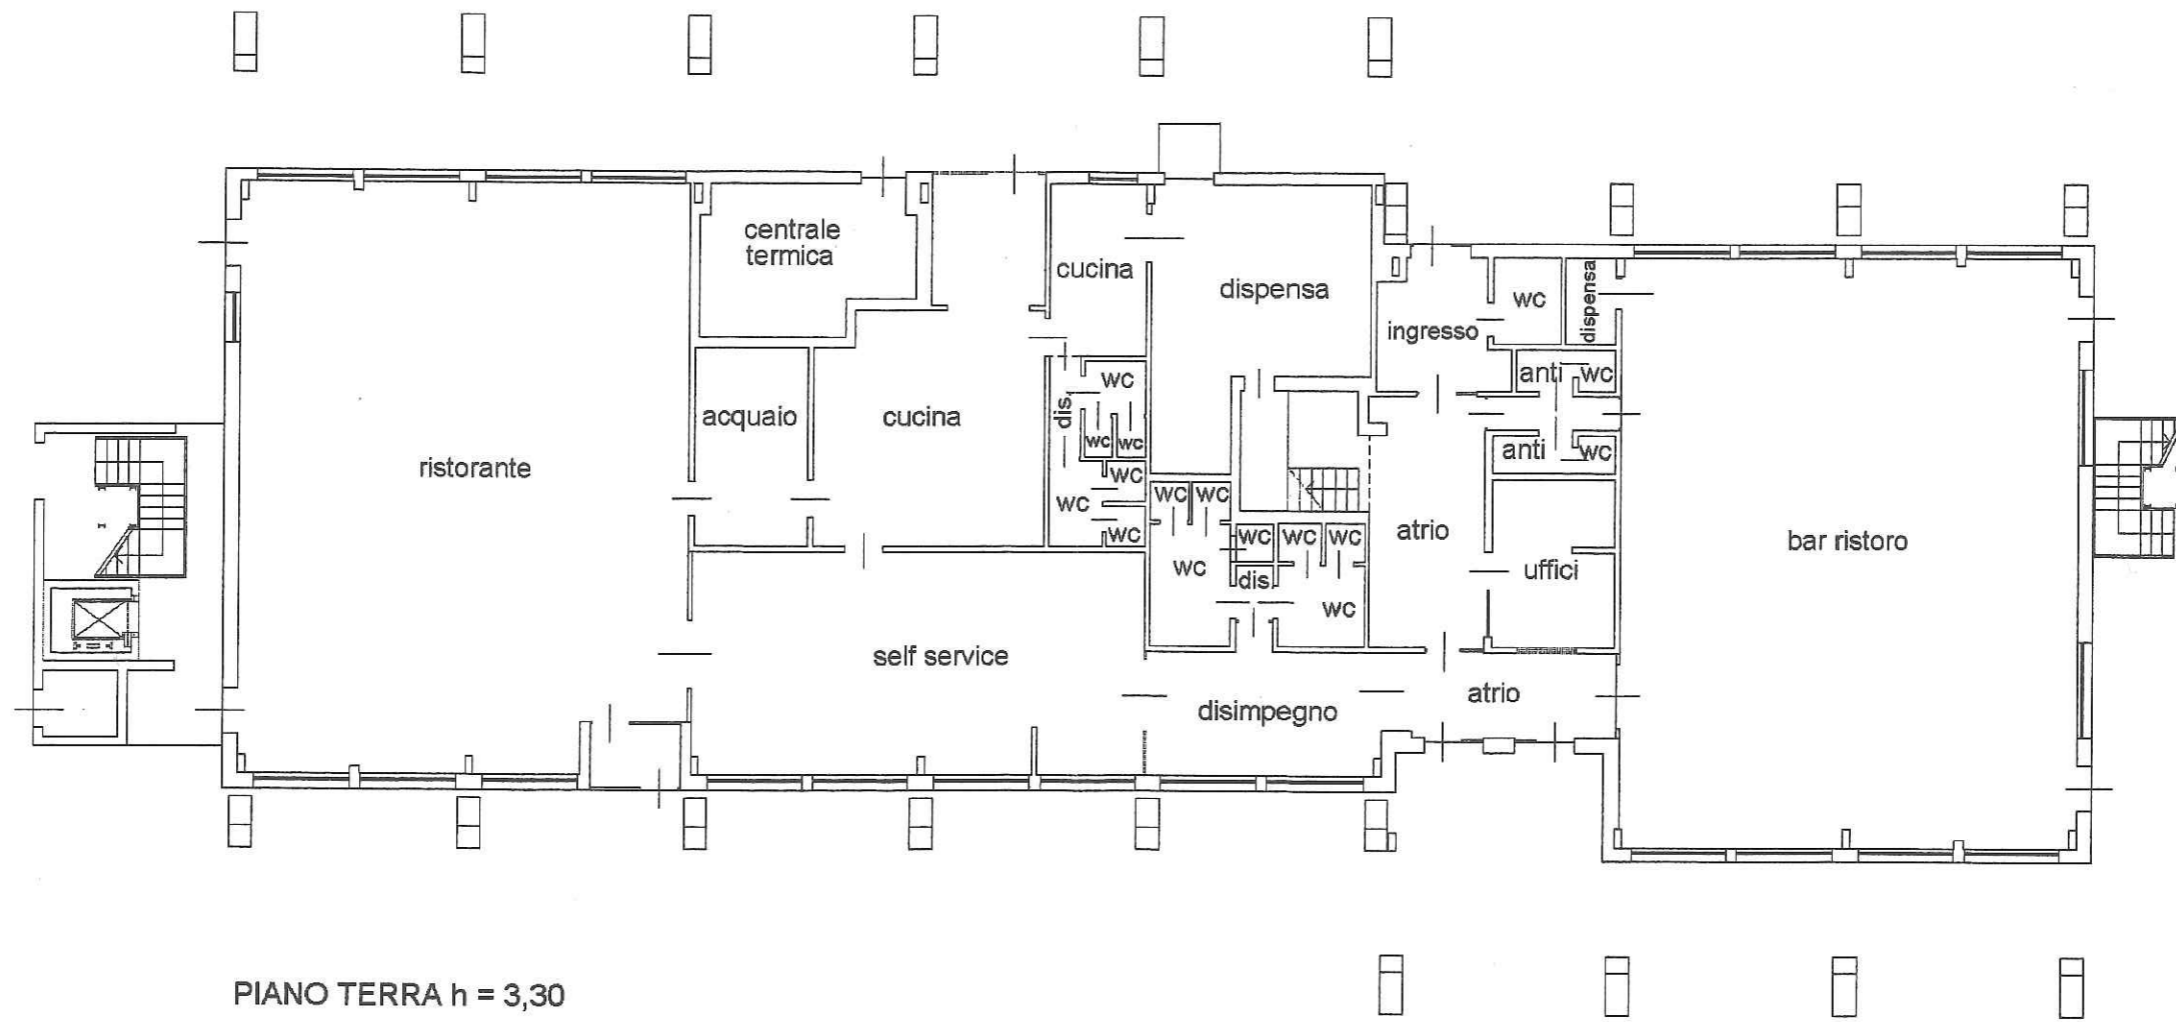 centrale
termica
cucina
dispensa
wc
dispensa
ingresso
anti
wc
wc
dis.
acquaio
cucina
wc
wc
ristorante
anti
wc
wc
wc
wc
wc
wc
wc
wc
wc
atrio
bar ristoro
wc
dis.
uffici
wc
self service
disimpegno
atrio
PIANO TERRA h = 3,30